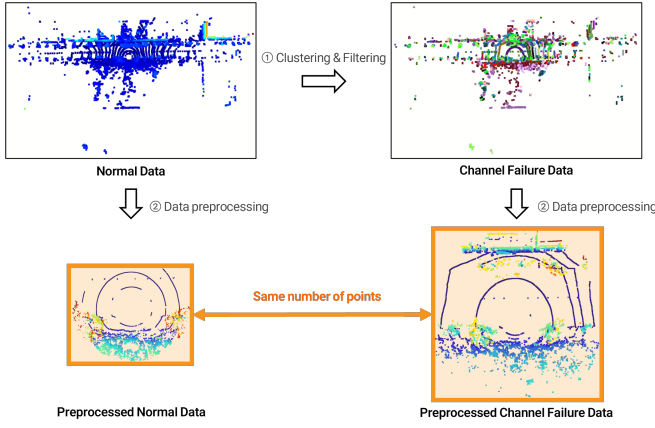 ① Clustering & Filtering
Normal Data
Channel Failure Data
② Data preprocessing
② Data preprocessing
Same number of points
Preprocessed Normal Data
Preprocessed Channel Failure Data